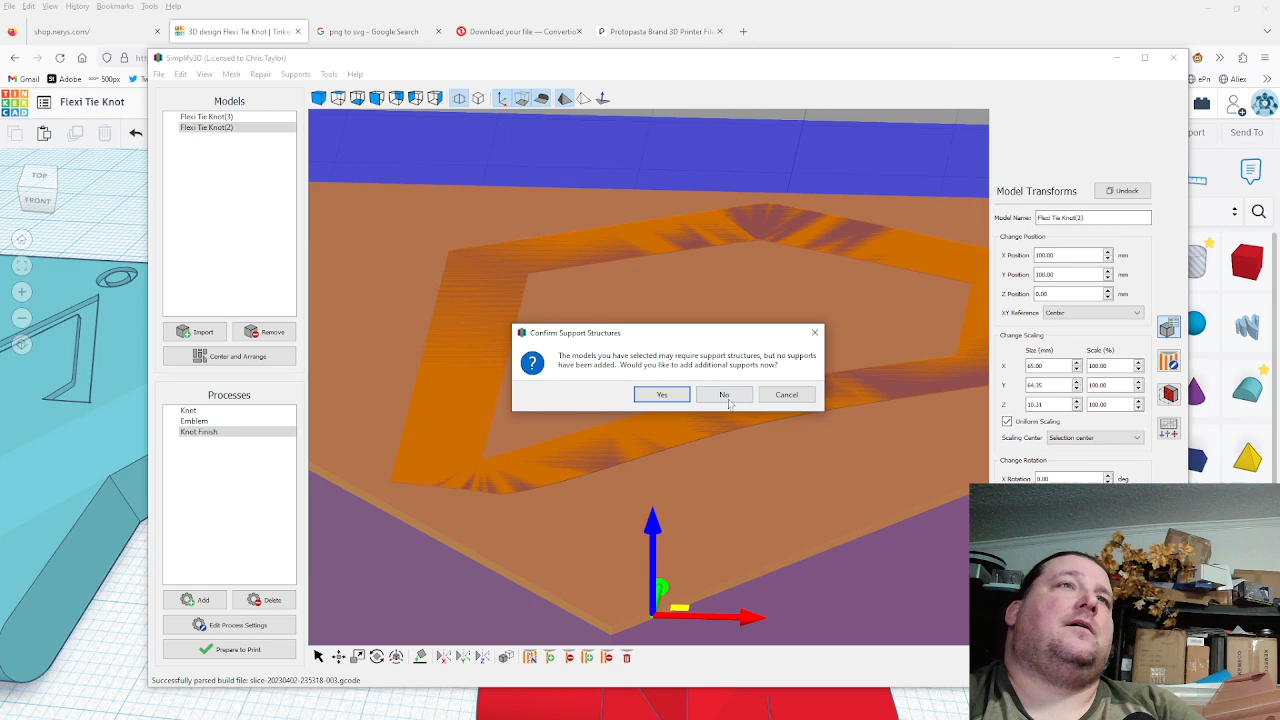 File Edit View History Bookmarks Tools Help
shop.nerys.com/
3D design Flexi Tie Knot | Tinke
png to svg - Google Search
Download your file — Convertio
Protopasta Brand 3D Printer Fil
Gmail
Adobe
500px
Tw
ePn
Aliex
TIN
KER
CAD
Flexi Tie Knot
Send To
TOP
FRONT
Simplify3D (Licensed to Chris Taylor)
File Edit View Mesh Repair Supports Tools Help
Models
Flexi Tie Knot(3)
Flexi Tie Knot(2)
Import
Remove
Center and Arrange
Processes
Knot
Emblem
Knot Finish
Add
Delete
Edit Process Settings
Prepare to Print
Successfully parsed build file: slice-20230402-235318-003.gcode
Confirm Support Structures
The models you have selected may require support structures, but no supports
have been added. Would you like to add additional supports now?
Yes
No
Cancel
Model Transforms
Undock
Model Name: Flexi Tie Knot(2)
Change Position
X Position 100.00 mm
Y Position 100.00 mm
Z Position 0.00 mm
XY Reference Center
Change Scaling
Size (mm) Scale (%)
X 65.00 100.00
Y 64.35 100.00
Z 10.31 100.00
Uniform Scaling
Scaling Center Selection center
Change Rotation
X Rotation 0.00 deg